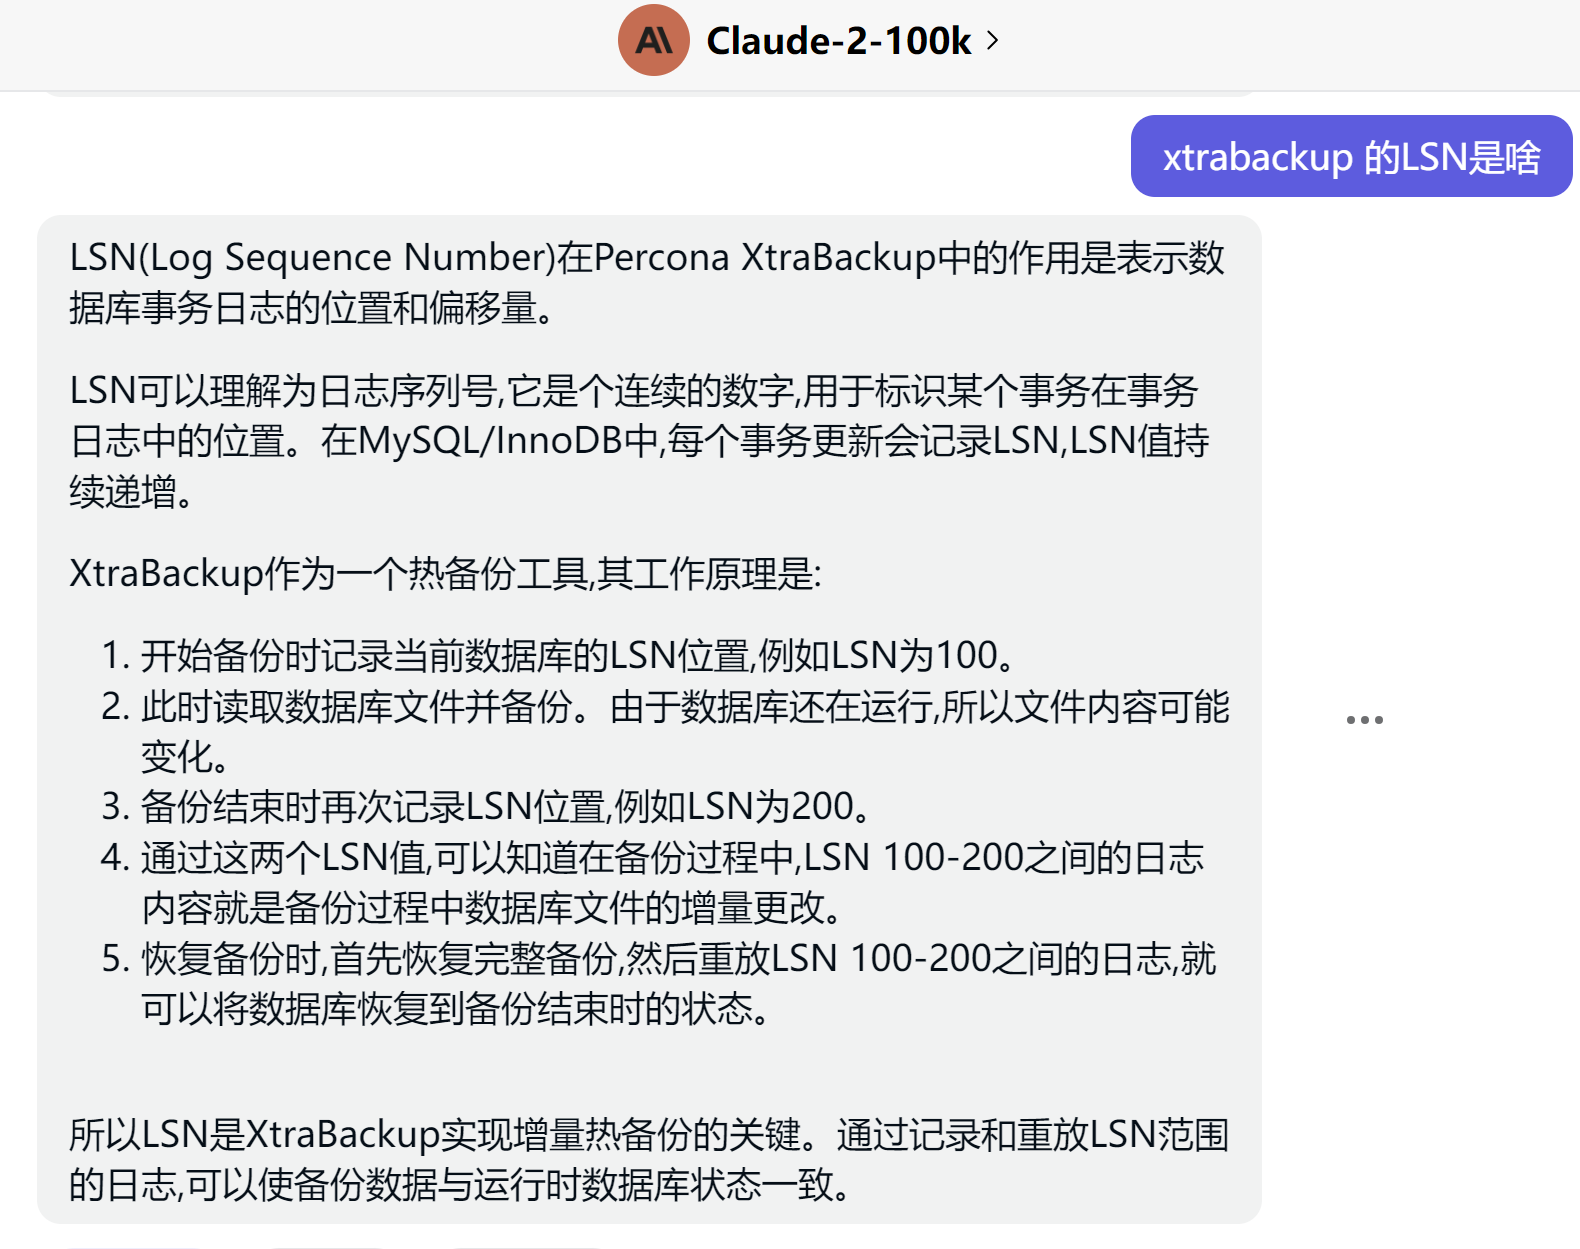 Claude-2-100k
xtrabackup 的LSN是啥
LSN(Log Sequence Number)在Percona XtraBackup中的作用是表示数
据库事务日志的位置和偏移量。
LSN可以理解为日志序列号,它是个连续的数字,用于标识某个事务在事务
日志中的位置。在MySQL/InnoDB中,每个事务更新会记录LSN,LSN值持
续递增。
XtraBackup作为一个热备份工具,其工作原理是:
1. 开始备份时记录当前数据库的LSN位置,例如LSN为100。
2. 此时读取数据库文件并备份。由于数据库还在运行,所以文件内容可能
变化。
3. 备份结束时再次记录LSN位置,例如LSN为200。
4. 通过这两个LSN值,可以知道在备份过程中,LSN 100-200之间的日志
内容就是备份过程中数据库文件的增量更改。
5. 恢复备份时,首先恢复完整备份,然后重放LSN 100-200之间的日志,就
可以将数据库恢复到备份结束时的状态。
所以LSN是XtraBackup实现增量热备份的关键。通过记录和重放LSN范围
的日志,可以使备份数据与运行时数据库状态一致。